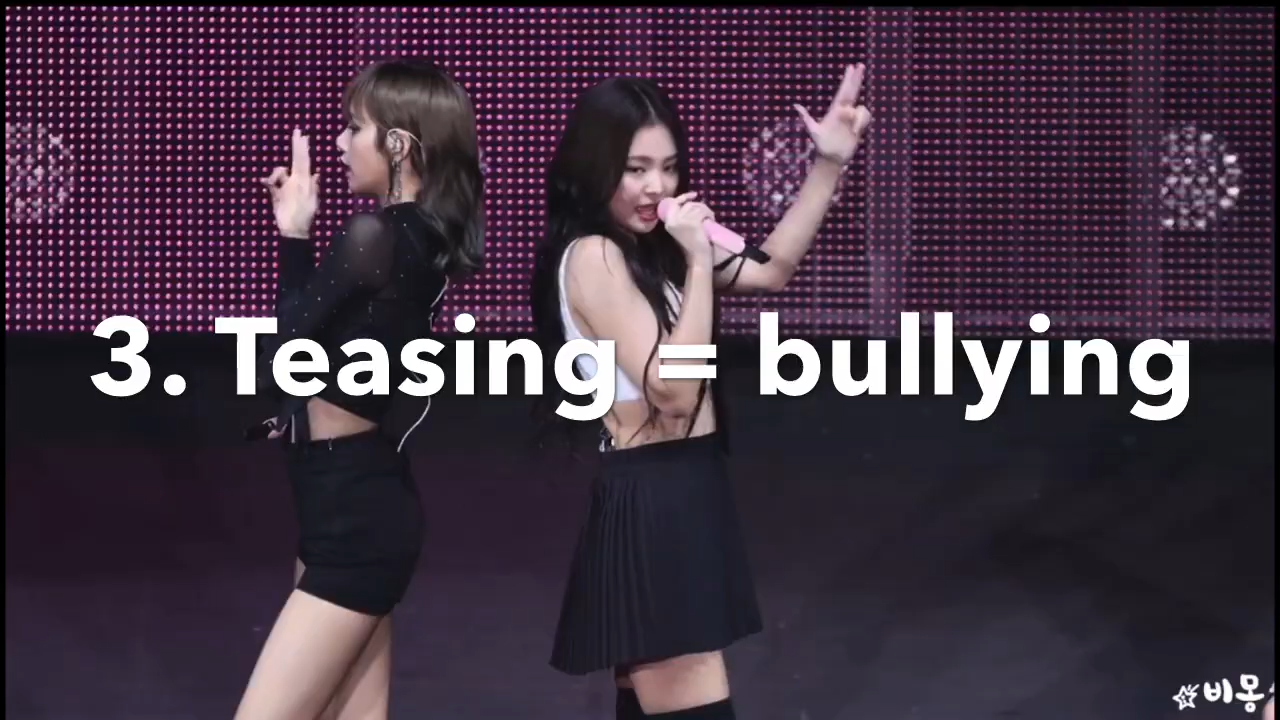 3. Teasing = bullying
비몽